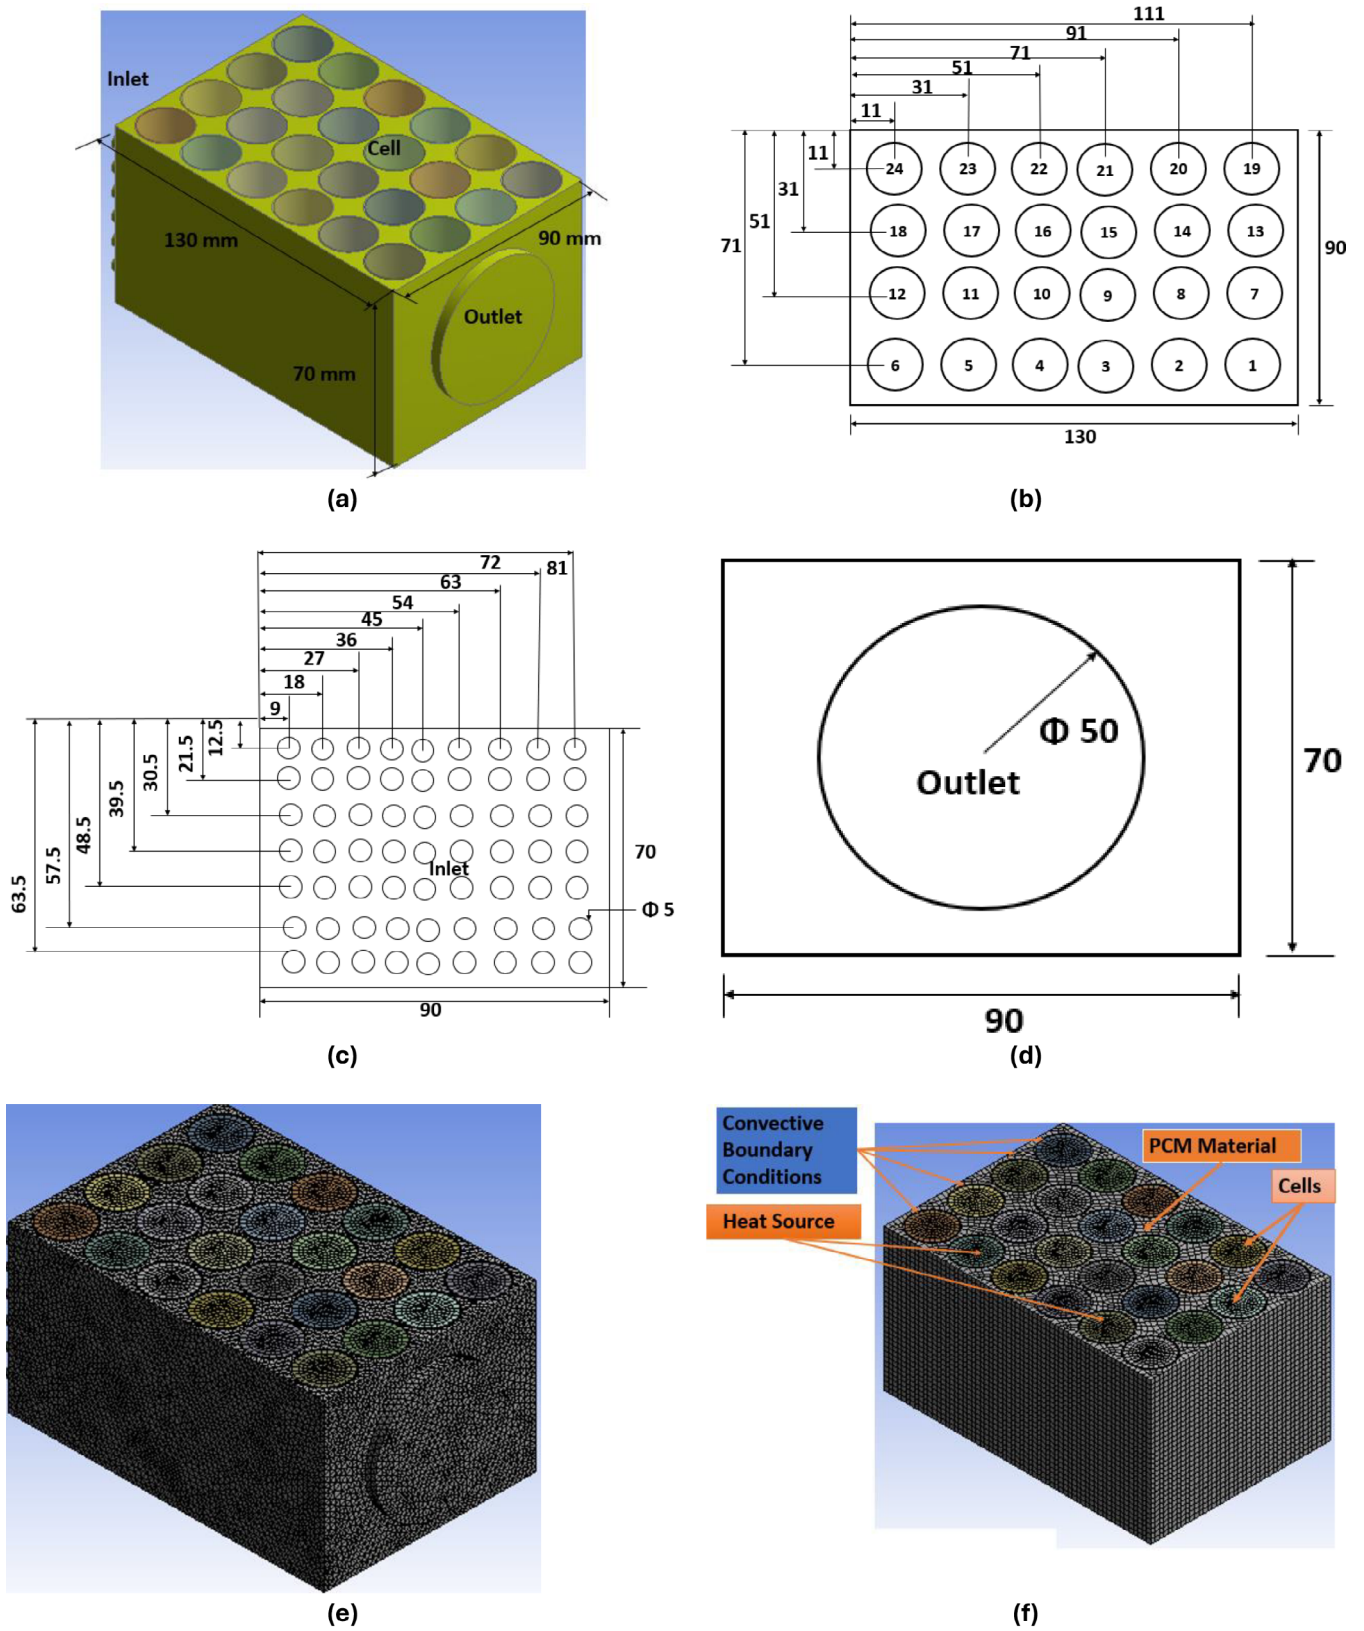 Inlet
Cell
130 mm
90 mm
Outlet
70 mm
(a)
111
91
71
51
31
11
11
31
51
71
24 23 22 21 20 19
18 17 16 15 14 13
12 11 10 9 8 7
6 5 4 3 2 1
90
130
(b)
72
81
63
54
45
36
27
18
9
12.5
21.5
30.5
39.5
48.5
57.5
63.5
Inlet
70
Φ 5
90
(c)
Φ 50
Outlet
70
90
(d)
(e)
Convective
Boundary
Conditions
PCM Material
Cells
Heat Source
(f)